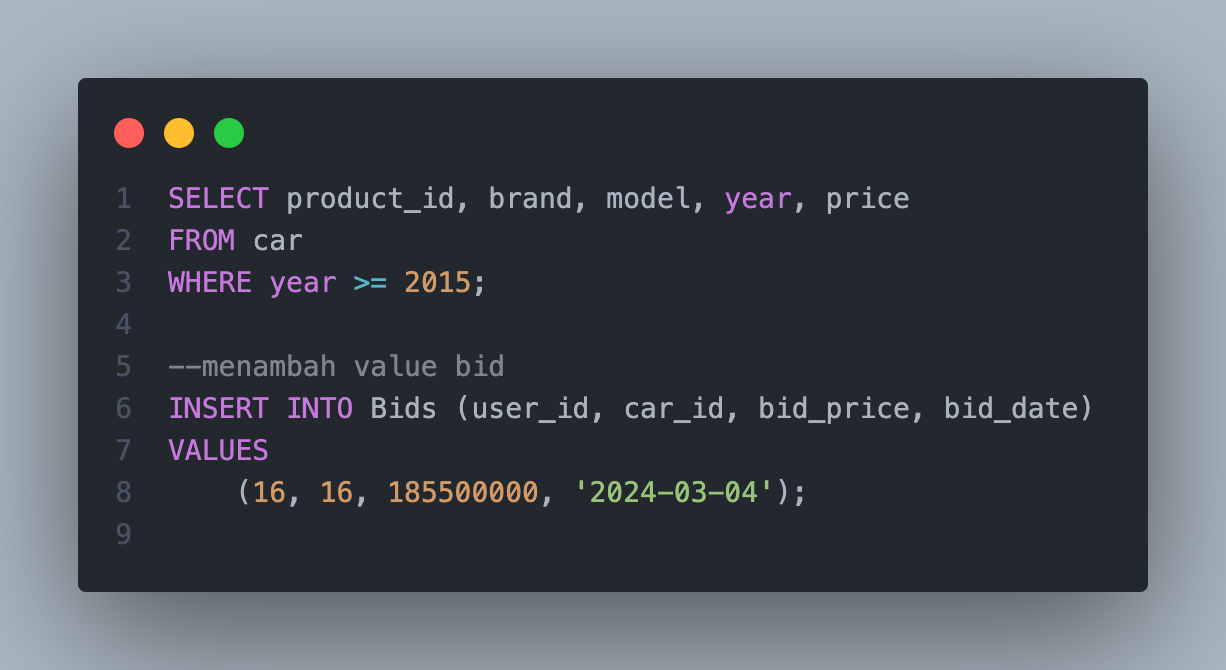 1 SELECT product_id, brand, model, year, price
2 FROM car
3 WHERE year >= 2015;
4
5 --menambah value bid
6 INSERT INTO Bids (user_id, car_id, bid_price, bid_date)
7 VALUES
8     (16, 16, 185500000, '2024-03-04');
9